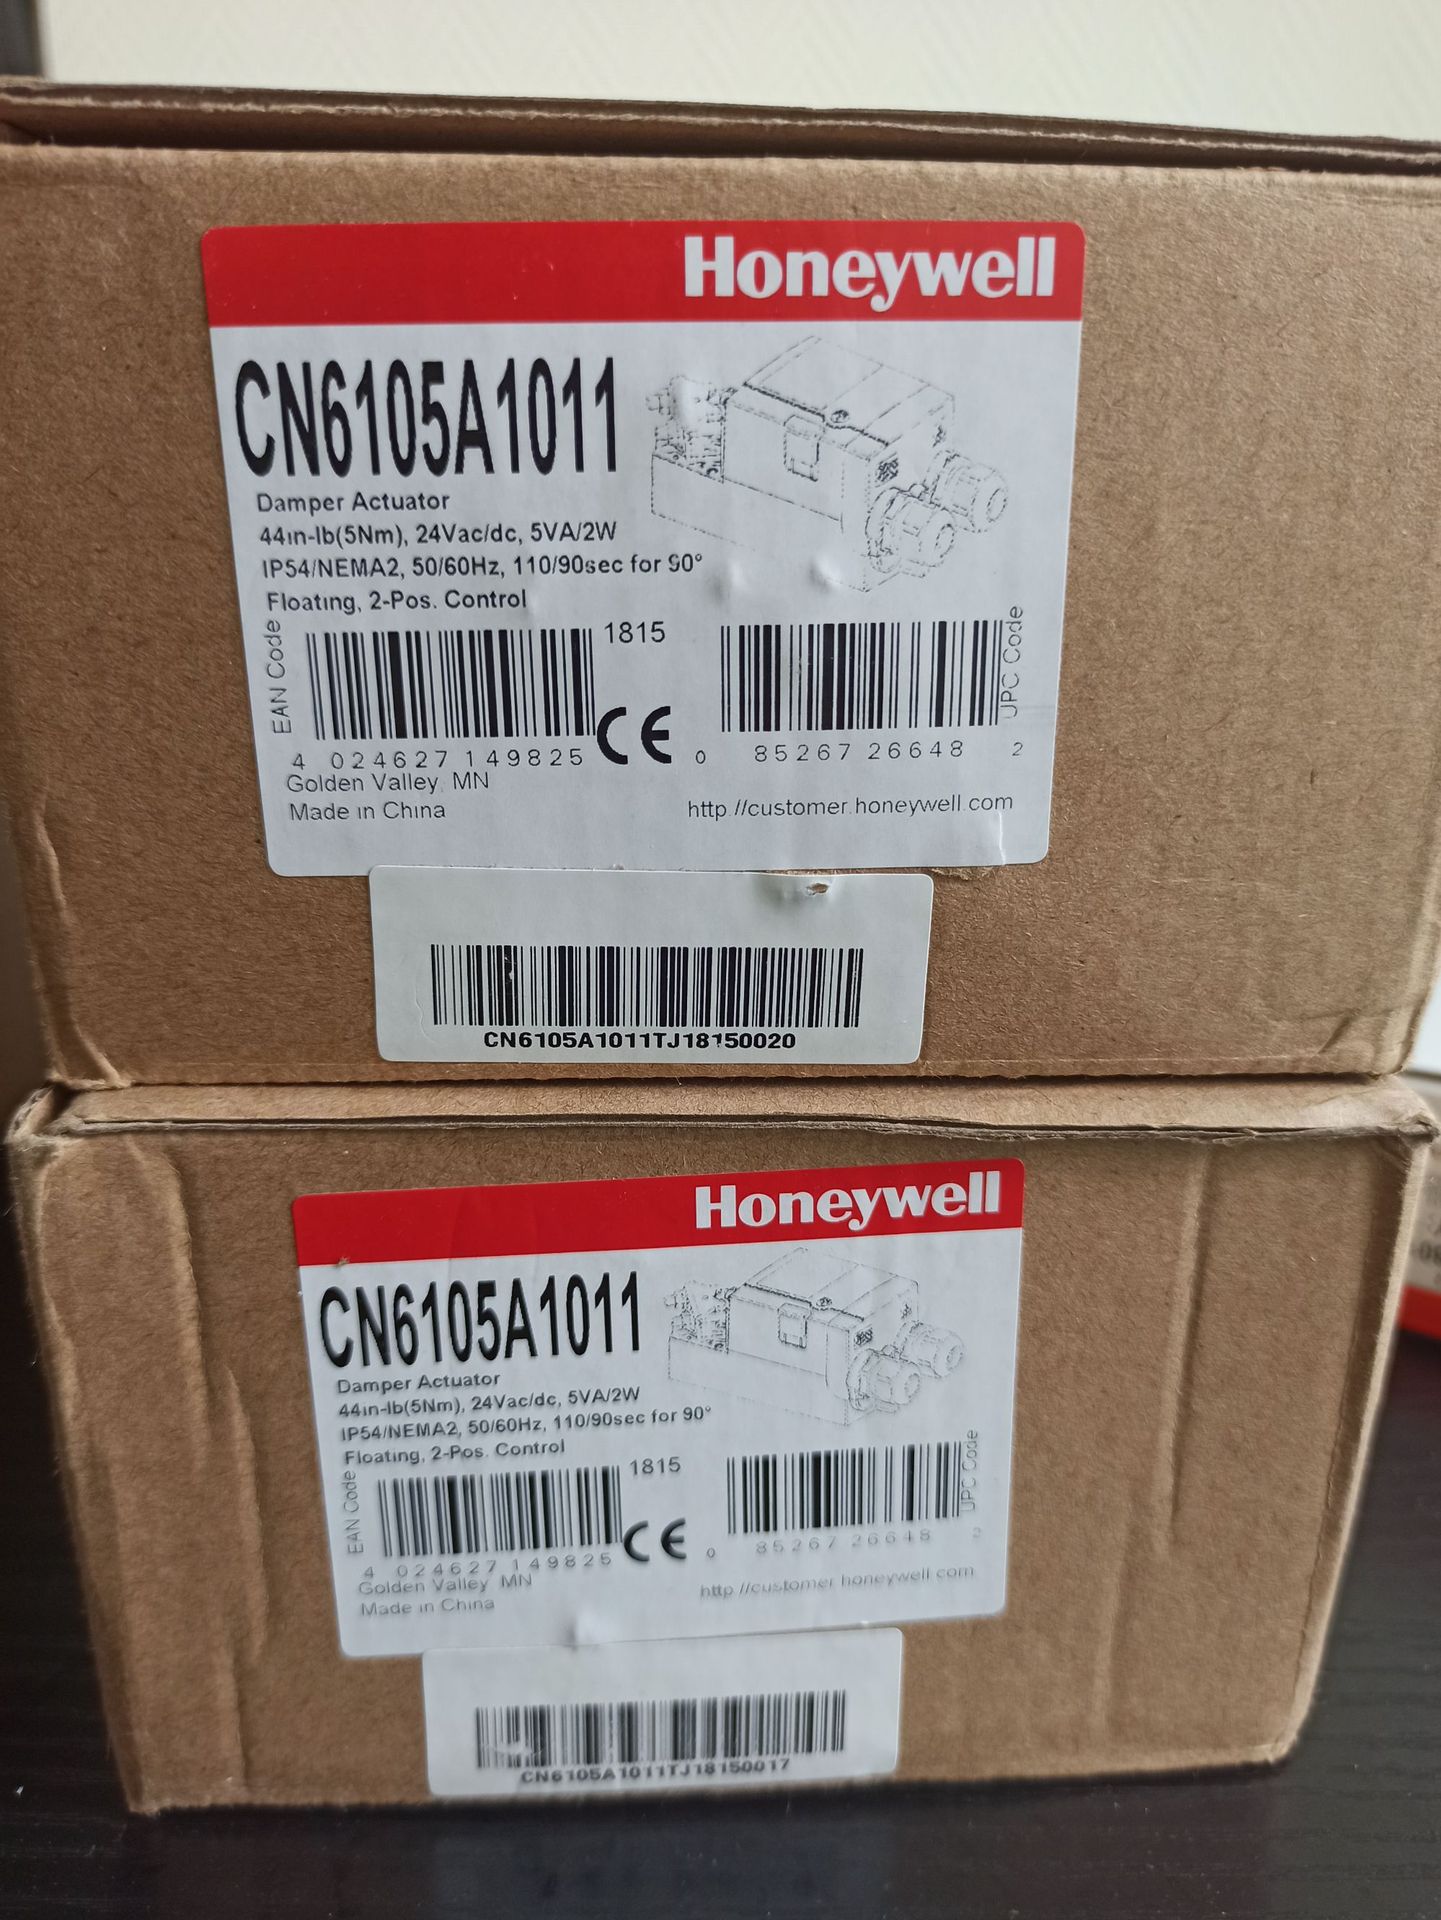 Honeywell
CN6105A1011
Damper Actuator
44in-lb(5Nm), 24Vac/dc, 5VA/2W
IP54/NEMA2, 50/60Hz, 110/90sec for 90°
Floating, 2-Pos. Control
EAN Code
1815
UPC Code
4 024627 149825
CE
0 85267 26648 2
Golden Valley, MN
Made in China
http://customer.honeywell.com
CN6105A1011TJ18150020
Honeywell
CN6105A1011
Damper Actuator
44in-lb(5Nm), 24Vac/dc, 5VA/2W
IP54/NEMA2, 50/60Hz, 110/90sec for 90°
Floating, 2-Pos. Control
EAN Code
1815
UPC Code
4 024627 149825
CE
0 85267 26648 2
Golden Valley, MN
Made in China
http://customer.honeywell.com
CN6105A1011TJ18150017